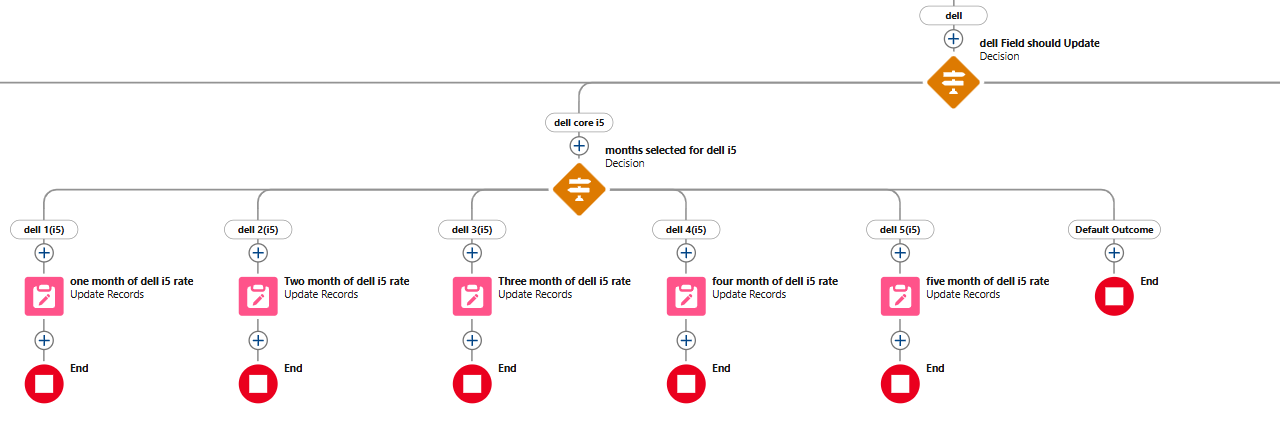 dell
dell Field should Update
Decision
dell core i5
months selected for dell i5
Decision
dell 1(i5)
dell 2(i5)
dell 3(i5)
dell 4(i5)
dell 5(i5)
Default Outcome
one month of dell i5 rate
Update Records
Two month of dell i5 rate
Update Records
Three month of dell i5 rate
Update Records
four month of dell i5 rate
Update Records
five month of dell i5 rate
Update Records
End
End
End
End
End
End